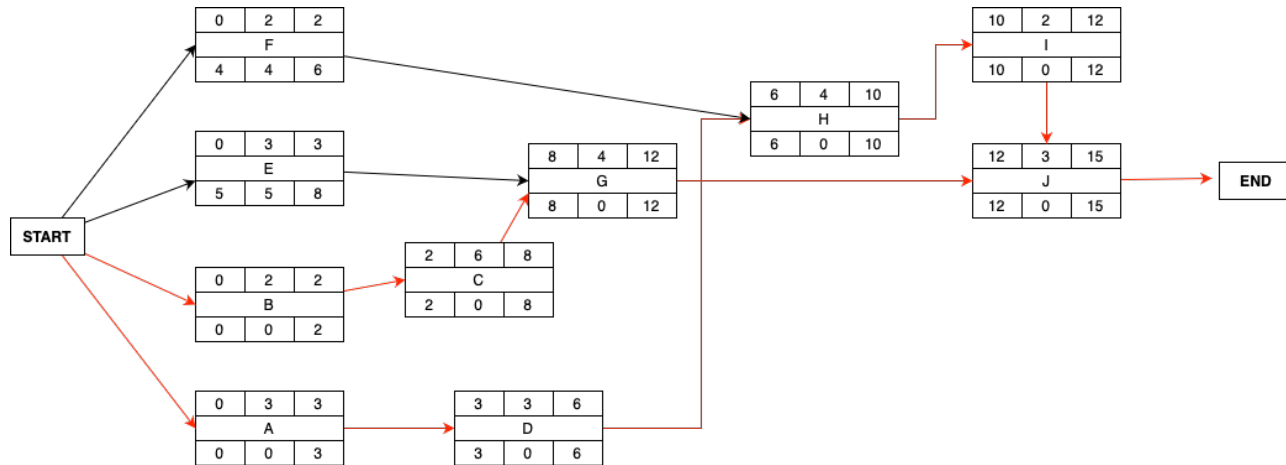 0 2 2
F
4 4 6
10 2 12
I
10 0 12
6 4 10
H
6 0 10
0 3 3
E
5 5 8
8 4 12
G
8 0 12
12 3 15
J
12 0 15
END
START
0 2 2
B
0 0 2
2 6 8
C
2 0 8
0 3 3
A
0 0 3
3 3 6
D
3 0 6